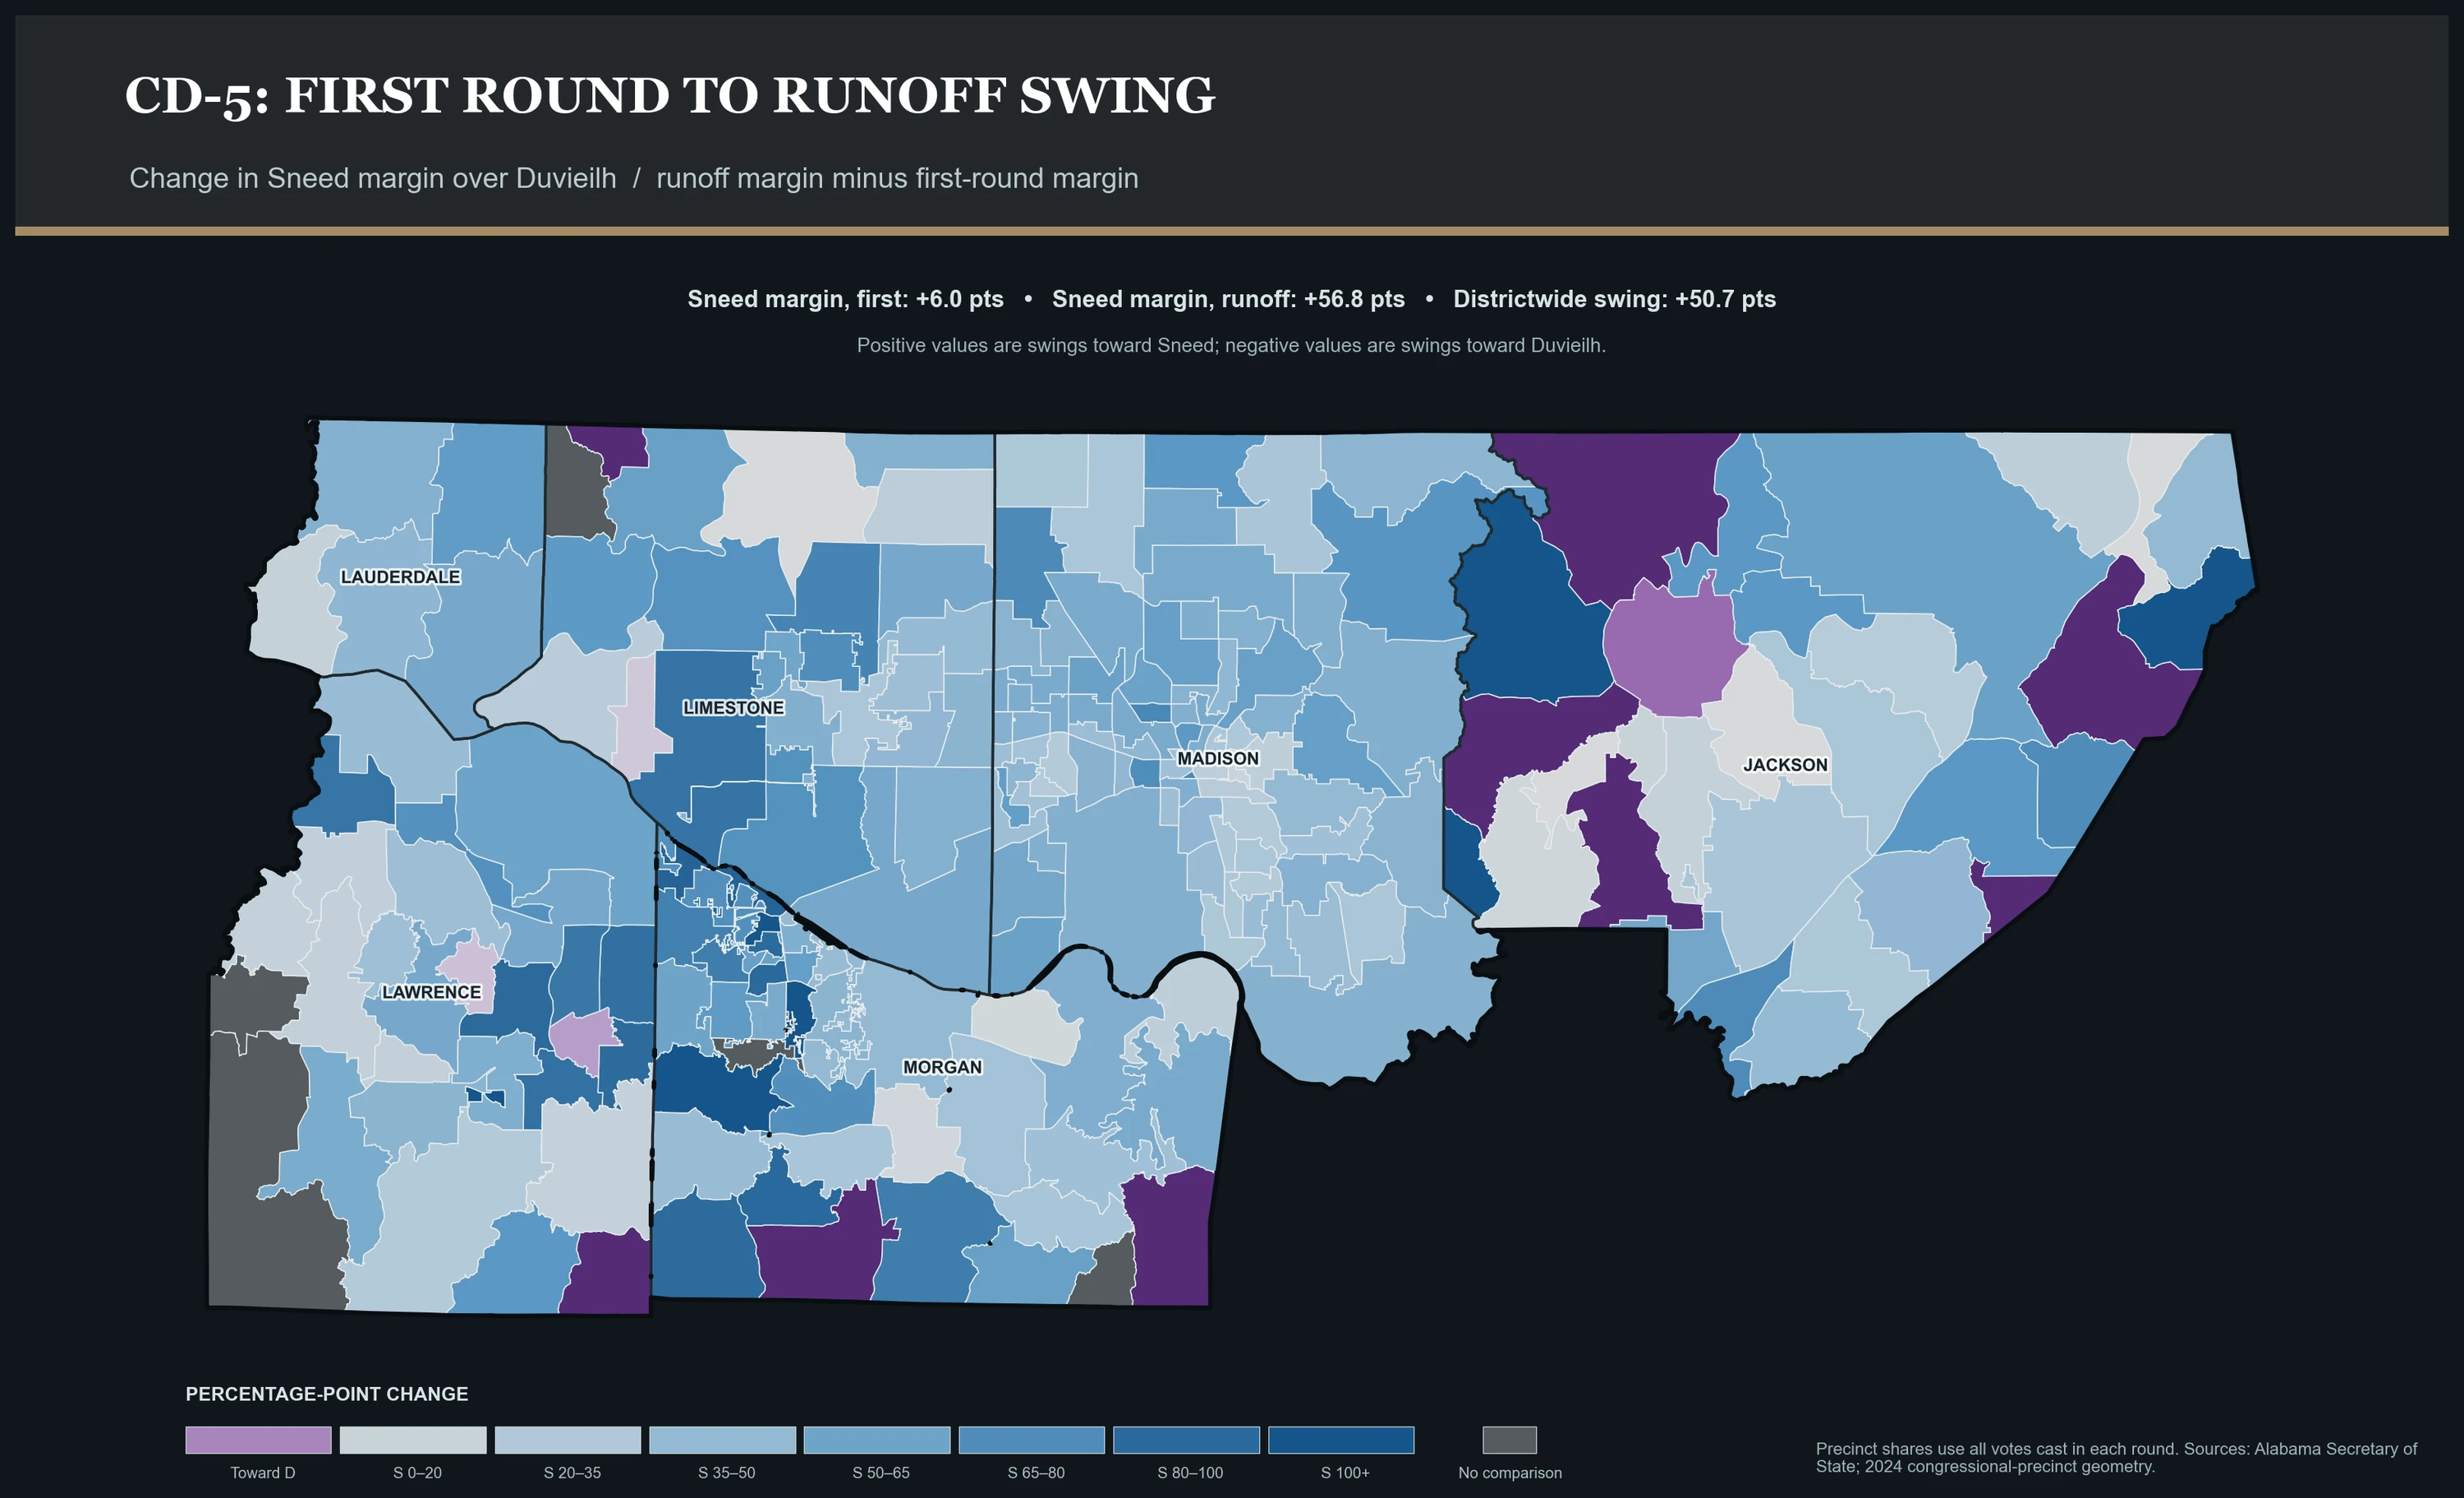 CD-5: FIRST ROUND TO RUNOFF SWING
Change in Sneed margin over Duvieilh / runoff margin minus first-round margin
Sneed margin, first: +6.0 pts • Sneed margin, runoff: +56.8 pts • Districtwide swing: +50.7 pts
Positive values are swings toward Sneed; negative values are swings toward Duvieilh.
LAUDERDALE
LIMESTONE
MADISON
JACKSON
LAWRENCE
MORGAN
PERCENTAGE-POINT CHANGE
Toward D
S 0–20
S 20–35
S 35–50
S 50–65
S 65–80
S 80–100
S 100+
No comparison
Precinct shares use all votes cast in each round. Sources: Alabama Secretary of
State; 2024 congressional-precinct geometry.